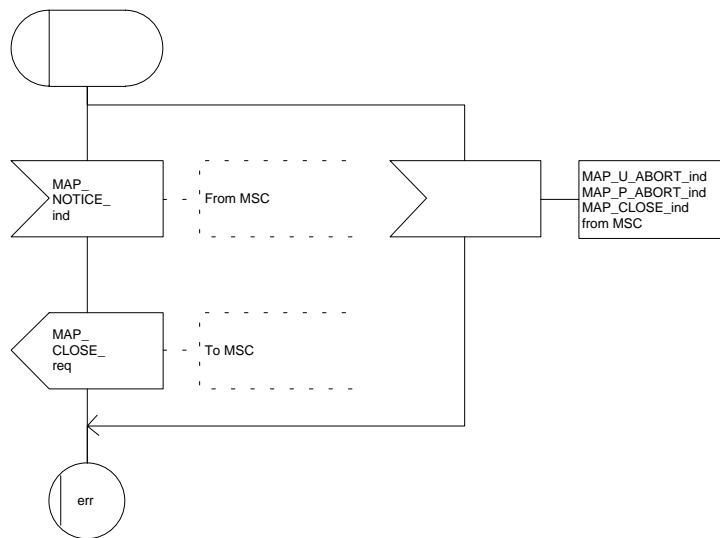 MAP_
NOTICE_
ind
From MSC
MAP_U_ABORT_ind
MAP_P_ABORT_ind
MAP_CLOSE_ind
from MSC
MAP_
CLOSE_
req
To MSC
err